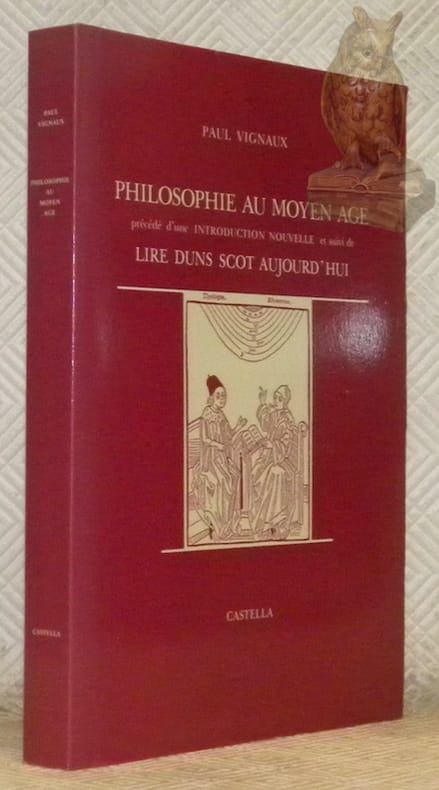 PAUL
VIGNAUX
PHILOSOPHIE
AU
MOYEN
AGE
CASTELLA
PAUL VIGNAUX
PHILOSOPHIE AU MOYEN AGE
précédé d'une INTRODUCTION NOUVELLE et suivi de
LIRE DUNS SCOT AUJOURD'HUI
CASTELLA